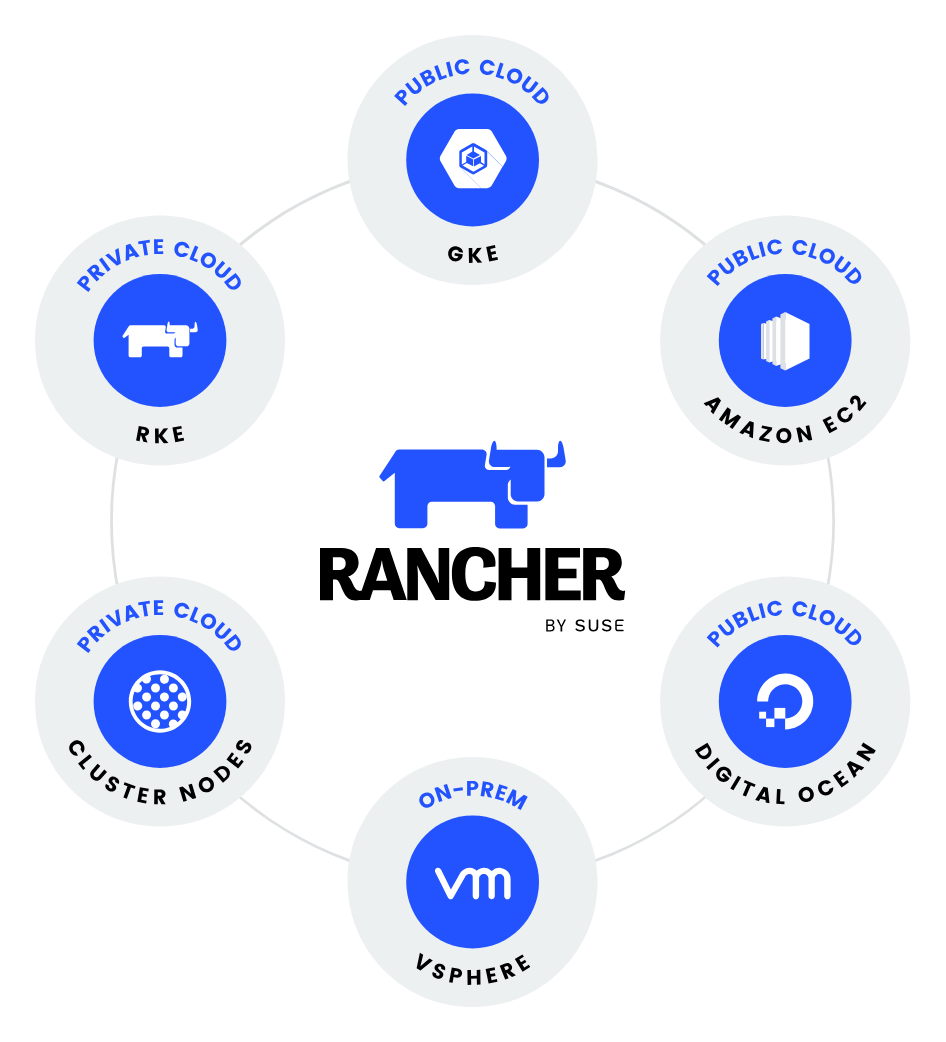 PUBLIC CLOUD
GKE
PRIVATE CLOUD
RKE
PUBLIC CLOUD
AMAZON EC2
RANCHER
BY SUSE
PRIVATE CLOUD
CLUSTER NODES
PUBLIC CLOUD
DIGITAL OCEAN
ON-PREM
vm
VSPHERE